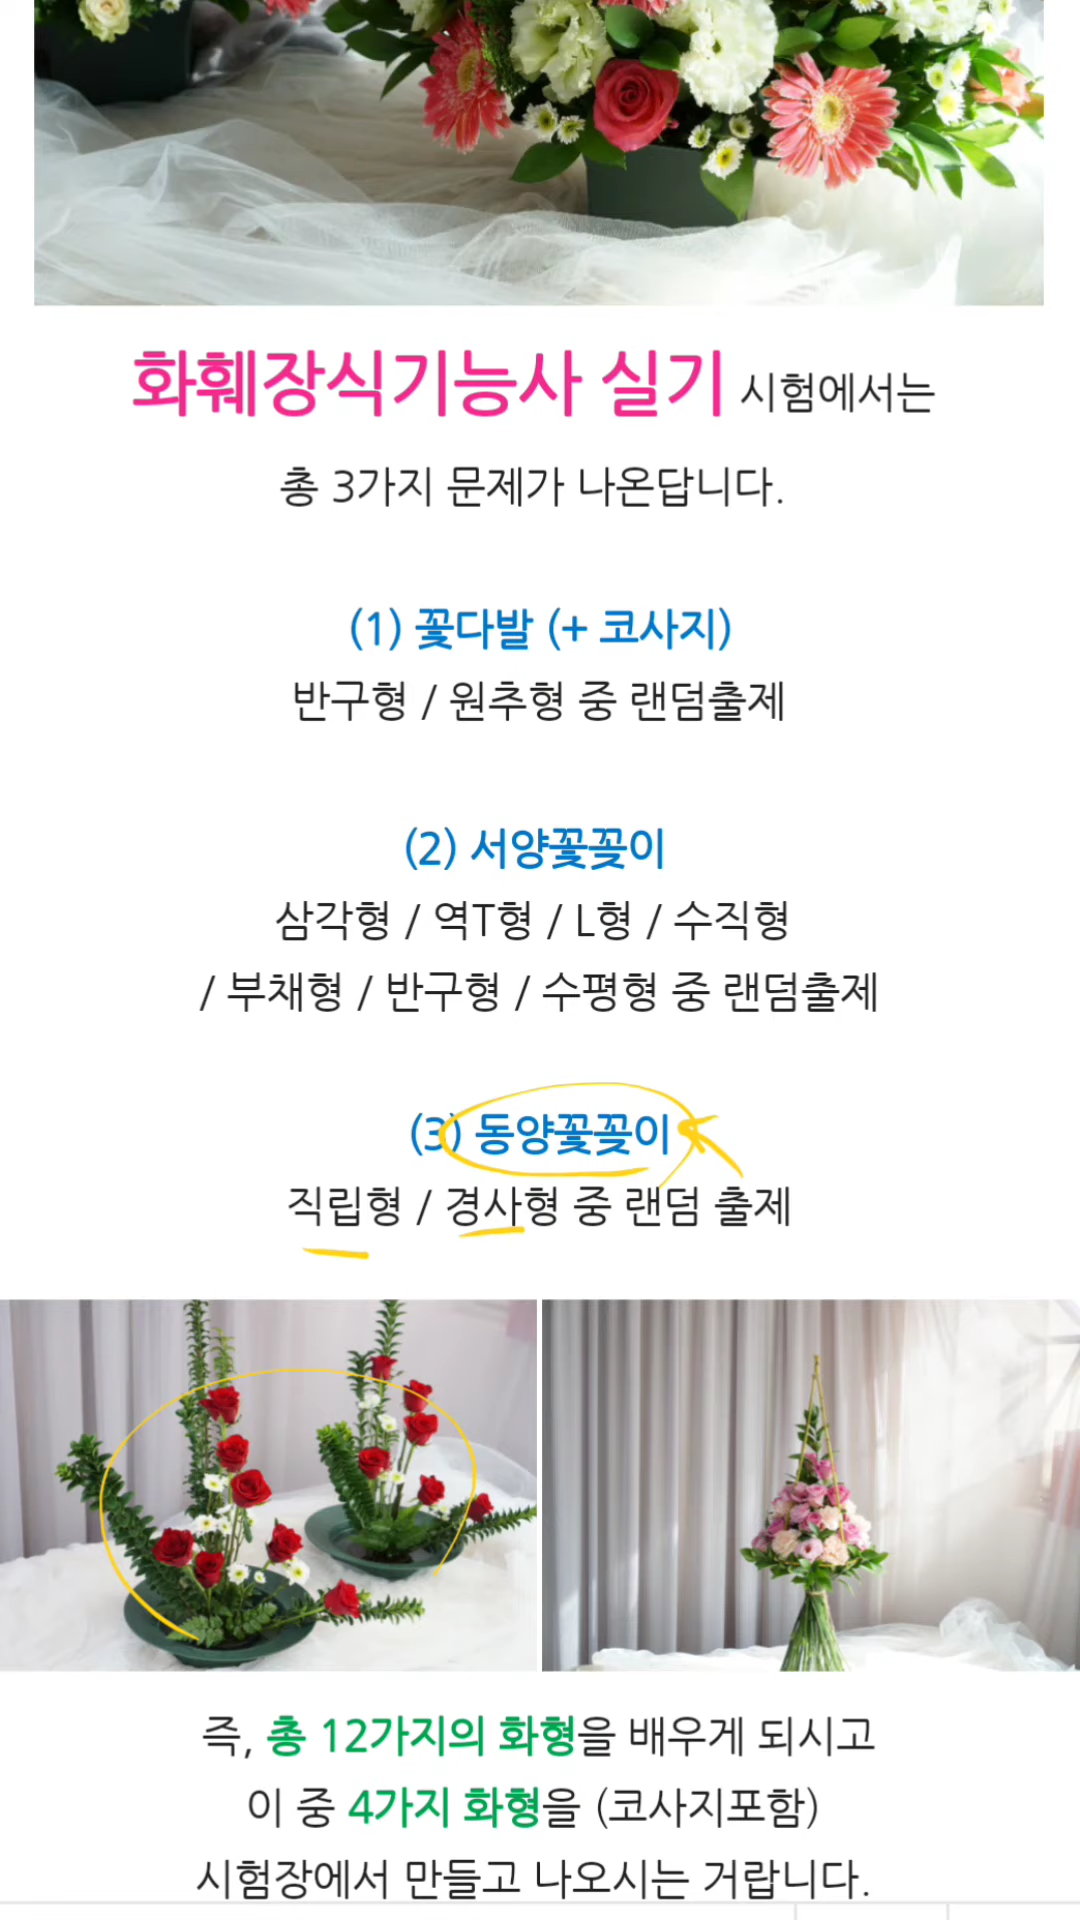 화훼장식기능사 실기 시험에서는
총 3가지 문제가 나온답니다.
(1) 꽃다발 (+ 코사지)
반구형 / 원추형 중 랜덤출제
(2) 서양꽃꽂이
삼각형 / 역T형 / L형 / 수직형
/ 부채형 / 반구형 / 수평형 중 랜덤출제
(3) 동양꽃꽂이
직립형 / 경사형 중 랜덤 출제
즉, 총 12가지의 화형을 배우게 되시고
이 중 4가지 화형을 (코사지포함)
시험장에서 만들고 나오시는 거랍니다.